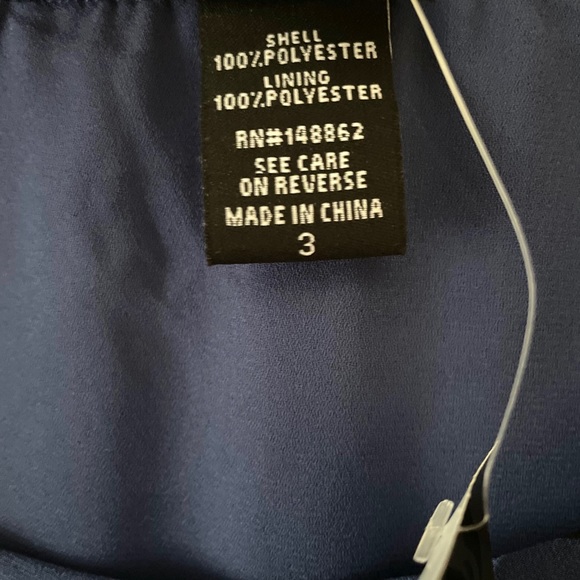 SHELL
100%POLYESTER
LINING
100%POLYESTER
RN#148862
SEE CARE
ON REVERSE
MADE IN CHINA
3